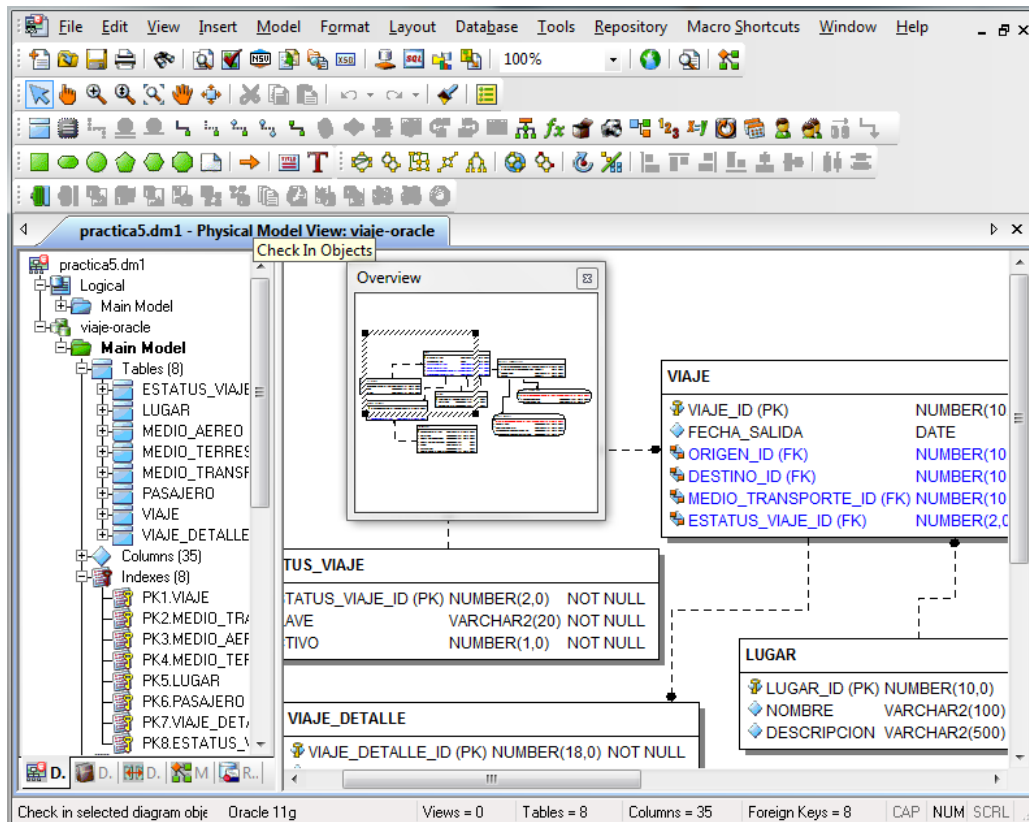 File Edit View Insert Model Format Layout DataBase Tools Repository Macro Shortcuts Window Help
NSU XSD SQL 100%
practica5.dm1 - Physical Model View: viaje-oracle
Check In Objects
practica5.dm1
Logical
Main Model
viaje-oracle
Main Model
Tables (8)
ESTATUS_VIAJE
LUGAR
MEDIO_AEREO
MEDIO_TERRES
MEDIO_TRANSF
PASAJERO
VIAJE
VIAJE_DETALLE
Columns (35)
Indexes (8)
PK1.VIAJE
PK2.MEDIO_TRA
PK3.MEDIO_AER
PK4.MEDIO_TER
PK5.LUGAR
PK6.PASAJERO
PK7.VIAJE_DETA
PK8.ESTATUS_V
D. D. D. M R..
Overview
VIAJE
VIAJE_ID (PK) NUMBER(10
FECHA_SALIDA DATE
ORIGEN_ID (FK) NUMBER(10
DESTINO_ID (FK) NUMBER(10
MEDIO_TRANSPORTE_ID (FK) NUMBER(10
ESTATUS_VIAJE_ID (FK) NUMBER(2,0
TUS_VIAJE
STATUS_VIAJE_ID (PK) NUMBER(2,0) NOT NULL
AVE VARCHAR2(20) NOT NULL
TIVO NUMBER(1,0) NOT NULL
LUGAR
LUGAR_ID (PK) NUMBER(10,0)
NOMBRE VARCHAR2(100)
DESCRIPCION VARCHAR2(500)
VIAJE_DETALLE
VIAJE_DETALLE_ID (PK) NUMBER(18,0) NOT NULL
Check in selected diagram obje Oracle 11g Views = 0 Tables = 8 Columns = 35 Foreign Keys = 8 CAP NUM SCRL